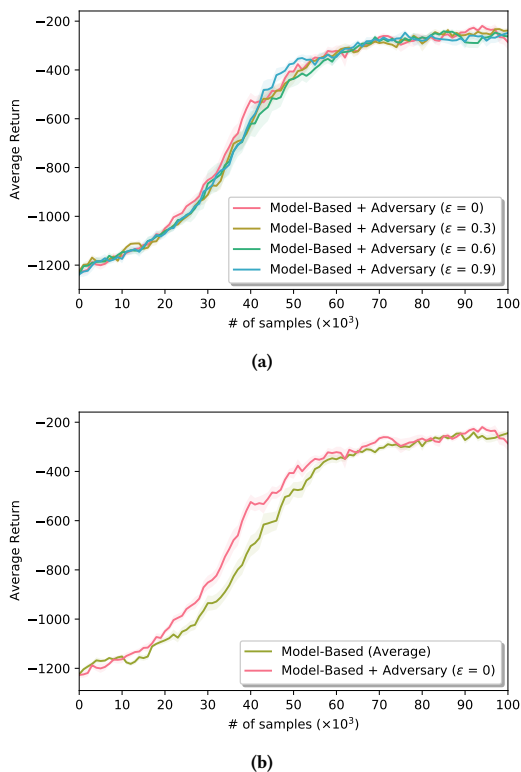 −200
−400
−600
−800
−1000
−1200
Average Return
Model-Based + Adversary (ε = 0)
Model-Based + Adversary (ε = 0.3)
Model-Based + Adversary (ε = 0.6)
Model-Based + Adversary (ε = 0.9)
0 10 20 30 40 50 60 70 80 90 100
# of samples (×10³)
(a)
−200
−400
−600
−800
−1000
−1200
Average Return
Model-Based (Average)
Model-Based + Adversary (ε = 0)
0 10 20 30 40 50 60 70 80 90 100
# of samples (×10³)
(b)